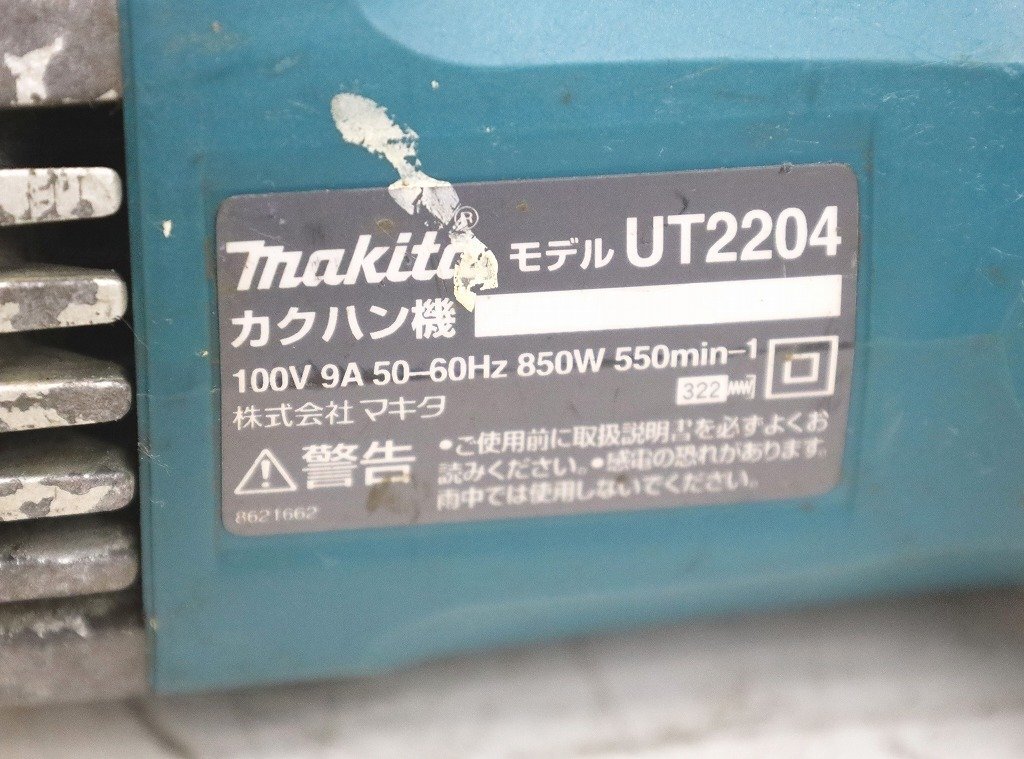 makita® モデル UT2204
カクハン機
100V 9A 50–60Hz 850W 550min–1
322
株式会社 マキタ
警告
•ご使用前に取扱説明書を必ずよくお
読みください。•感電の恐れがあります。
雨中では使用しないでください。
8621662